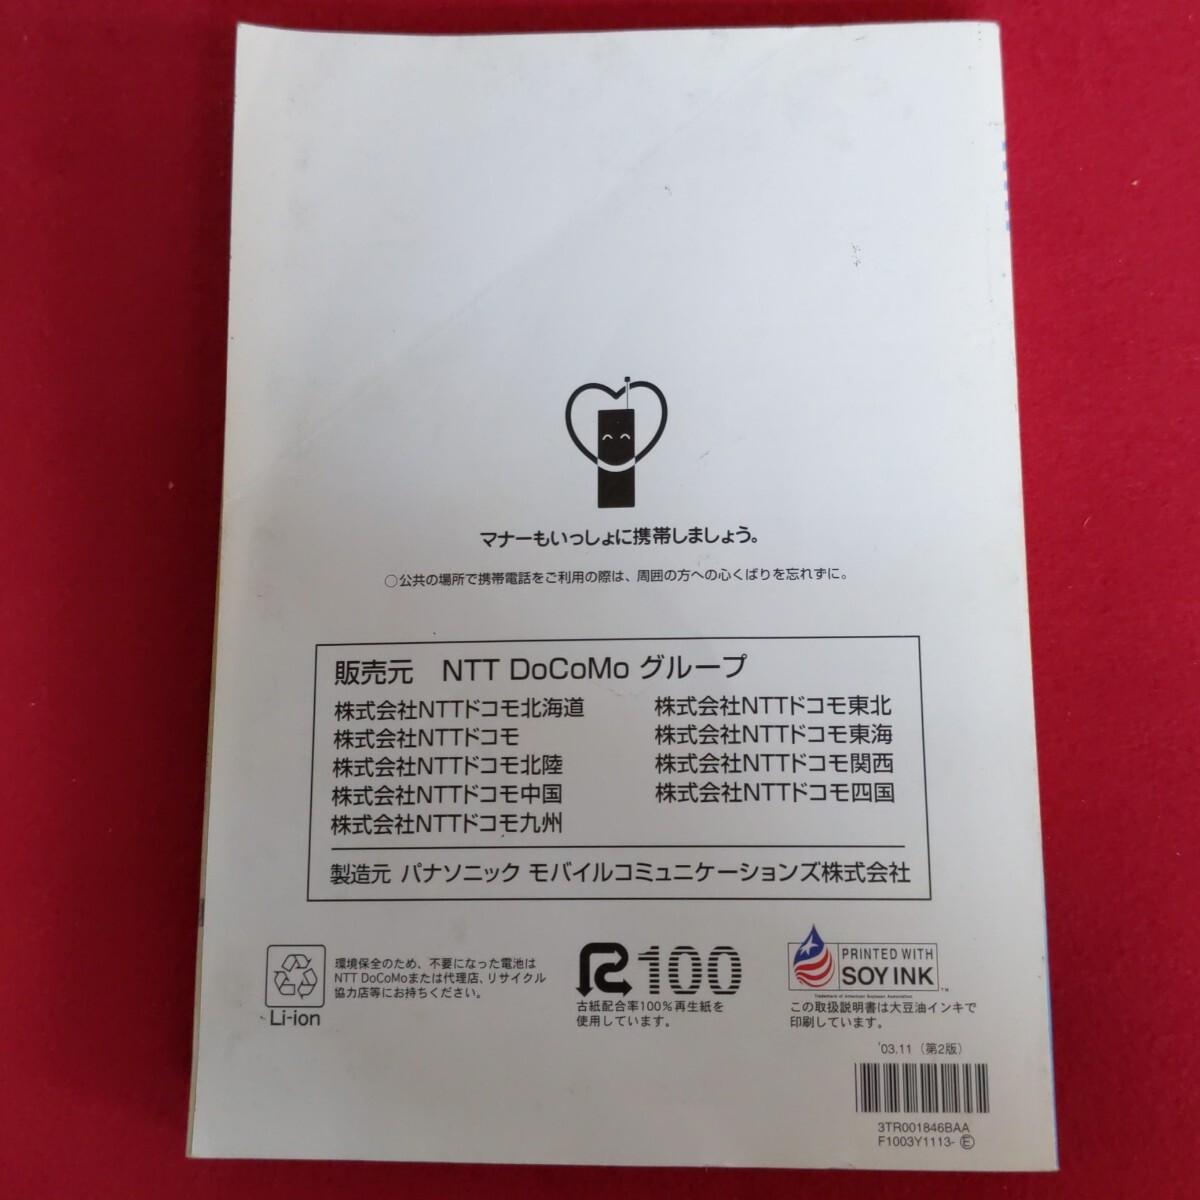 マナーもいっしょに携帯しましょう。
○公共の場所で携帯電話をご利用の際は、周囲の方への心くばりを忘れずに。
販売元 NTT DoCoMo グループ
株式会社NTTドコモ北海道 株式会社NTTドコモ東北
株式会社NTTドコモ 株式会社NTTドコモ東海
株式会社NTTドコモ北陸 株式会社NTTドコモ関西
株式会社NTTドコモ中国 株式会社NTTドコモ四国
株式会社NTTドコモ九州
製造元 パナソニック モバイルコミュニケーションズ株式会社
Li-ion
環境保全のため、不要になった電池は
NTT DoCoMoまたは代理店、リサイクル
協力店等にお持ちください。
R100
古紙配合率100%再生紙を
使用しています。
PRINTED WITH
SOY INK
TM
Trademark of American Soybean Association
この取扱説明書は大豆油インキで
印刷しています。
'03.11(第2版)
3TR001846BAA
F1003Y1113-Ⓔ